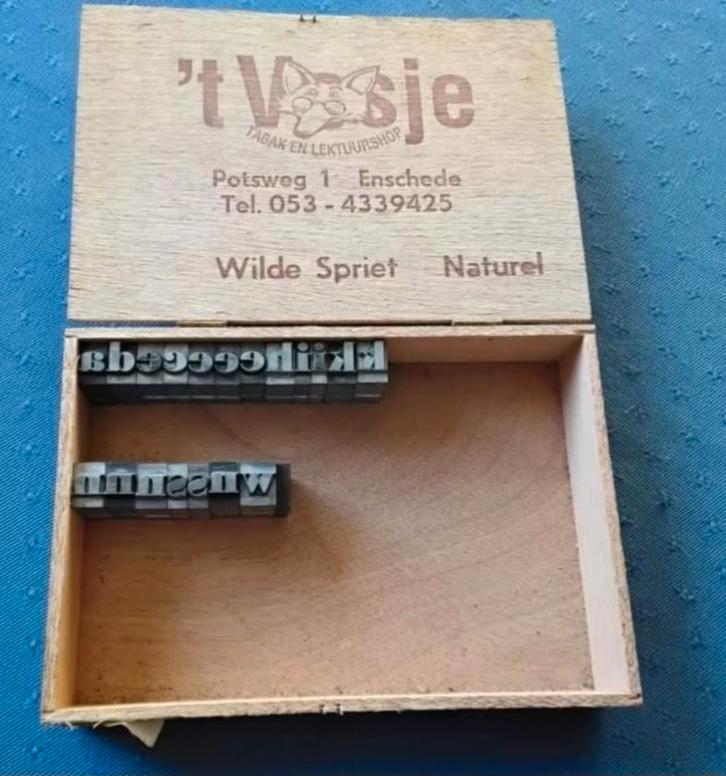 't Vosje
TABAK EN LEKTUURSHOP
Potsweg 1 Enschede
Tel. 053 - 4339425
Wilde Spriet Naturel